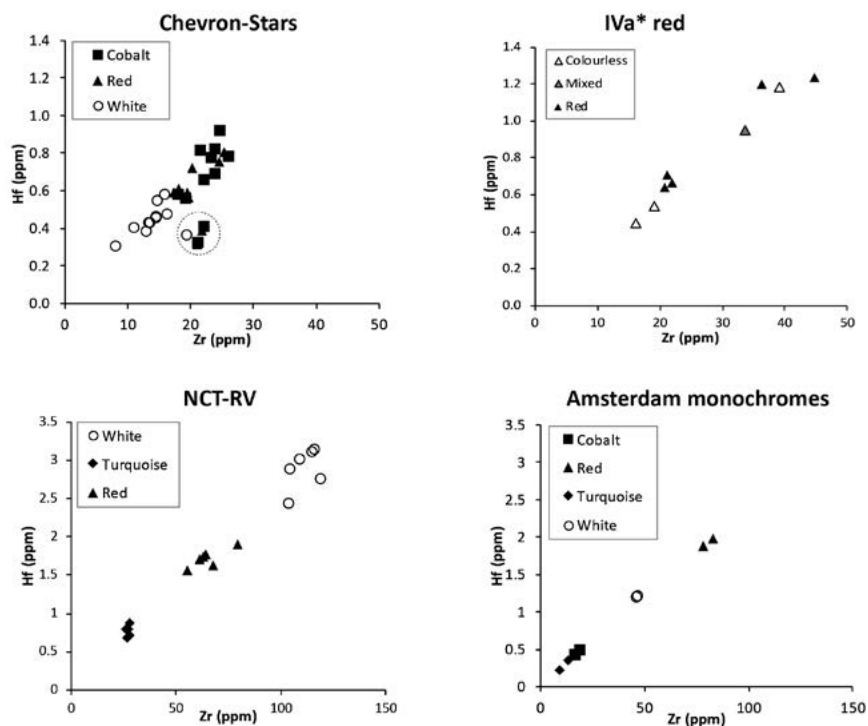 Chevron-Stars
1.4
1.2
1.0
0.8
0.6
0.4
0.2
0.0
Hf (ppm)
Cobalt
Red
White
0 10 20 30 40 50
Zr (ppm)
IVa* red
1.4
1.2
1.0
0.8
0.6
0.4
0.2
0.0
Hf (ppm)
Colourless
Mixed
Red
0 10 20 30 40 50
Zr (ppm)
NCT-RV
3.5
3
2.5
2
1.5
1
0.5
0
Hf (ppm)
White
Turquoise
Red
0 50 100 150
Zr (ppm)
Amsterdam monochromes
3.5
3
2.5
2
1.5
1
0.5
0
Hf (ppm)
Cobalt
Red
Turquoise
White
0 50 100 150
Zr (ppm)